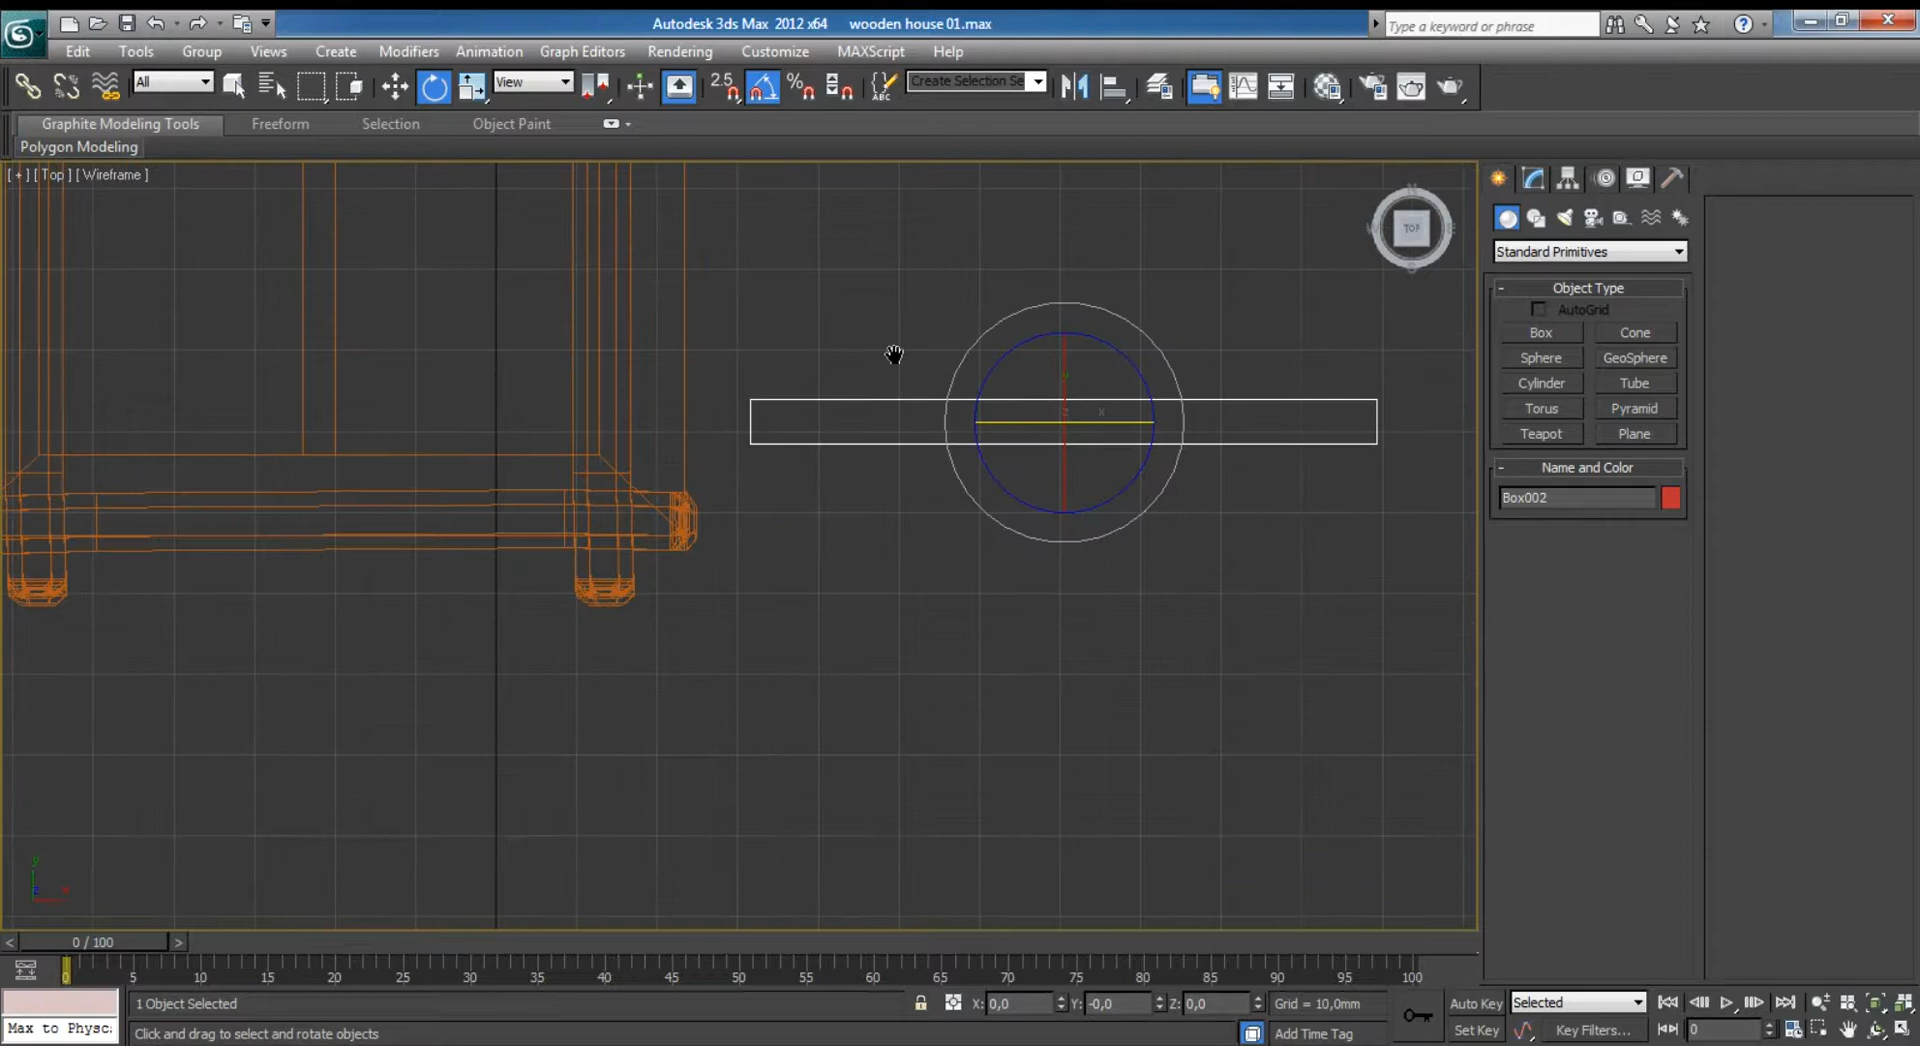 Autodesk 3ds Max 2012 x64 wooden house 01.max
Type a keyword or phrase
Edit Tools Group Views Create Modifiers Animation Graph Editors Rendering Customize MAXScript Help
All View 2.5 % ABC Create Selection Se
Graphite Modeling Tools Freeform Selection Object Paint
Polygon Modeling
[ + ] [ Top ] [ Wireframe ]
N
TOP
S
Standard Primitives
- Object Type
AutoGrid
Box Cone
Sphere GeoSphere
Cylinder Tube
Torus Pyramid
Teapot Plane
- Name and Color
Box002
y
z x
y
z x
< 0 / 100 >
0 5 10 15 20 25 30 35 40 45 50 55 60 65 70 75 80 85 90 95 100
1 Object Selected X: 0,0 Y: -0,0 Z: 0,0 Grid = 10,0mm Auto Key Selected
Max to Physc: Click and drag to select and rotate objects Add Time Tag Set Key Key Filters... 0